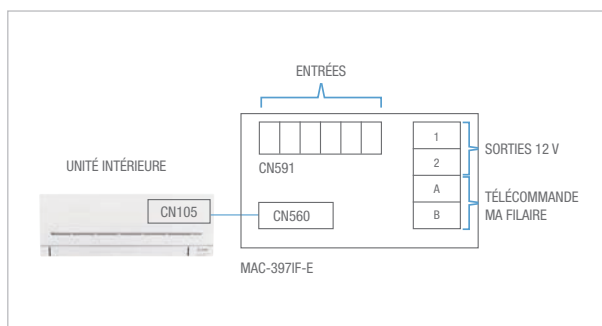 ENTRÉES
1
2
SORTIES 12 V
CN591
UNITÉ INTÉRIEURE
A
B
TÉLÉCOMMANDE
MA FILAIRE
CN105
CN560
MAC-397IF-E